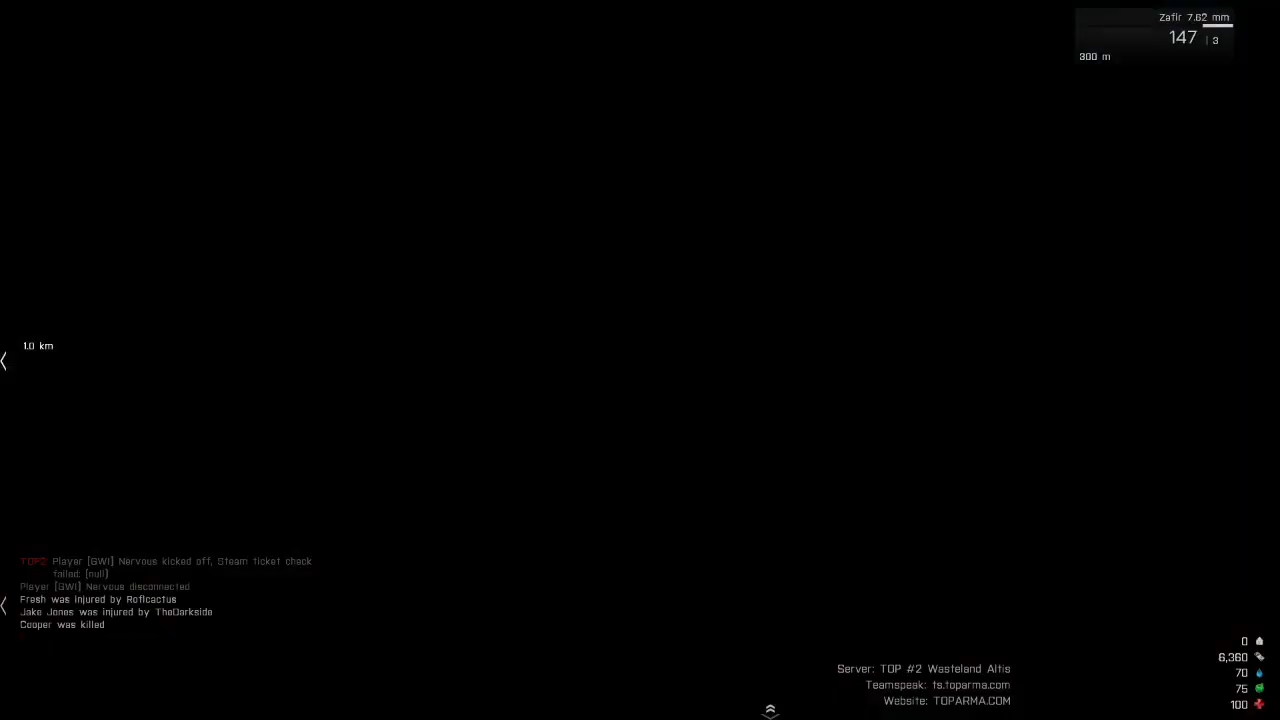 Zafir 7.62 mm
147 | 3
300 m
1.0 km
TOP2 Player [GWI] Nervous kicked off, Steam ticket check
failed: (null)
Player [GWI] Nervous disconnected
Fresh was injured by Roflcactus
Jake Jones was injured by TheDarkside
Cooper was killed
0
6,360
70
75
100
Server: TOP #2 Wasteland Altis
Teamspeak: ts.toparma.com
Website: TOPARMA.COM